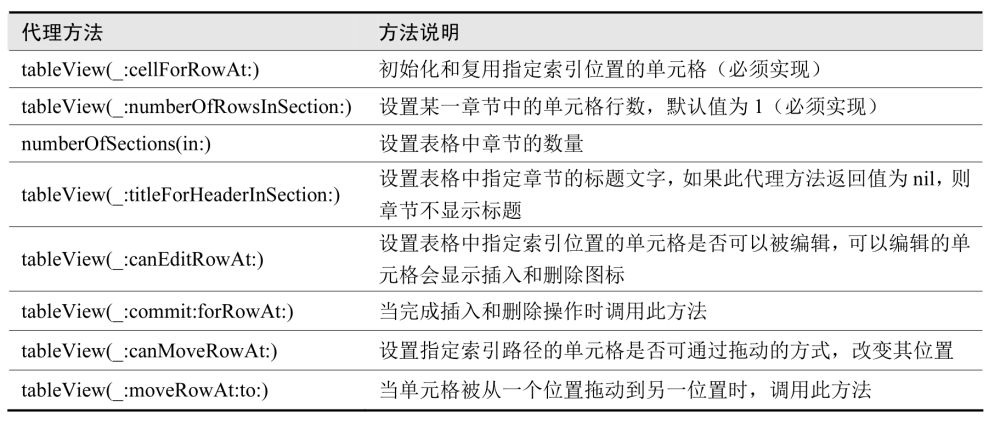 代理方法 方法说明
tableView(_:cellForRowAt:) 初始化和复用指定索引位置的单元格（必须实现）
tableView(_:numberOfRowsInSection:) 设置某一章节中的单元格行数，默认值为 1（必须实现）
numberOfSections(in:) 设置表格中章节的数量
tableView(_:titleForHeaderInSection:) 设置表格中指定章节的标题文字，如果此代理方法返回值为 nil，则
章节不显示标题
tableView(_:canEditRowAt:) 设置表格中指定索引位置的单元格是否可以被编辑，可以编辑的单
元格会显示插入和删除图标
tableView(_:commit:forRowAt:) 当完成插入和删除操作时调用此方法
tableView(_:canMoveRowAt:) 设置指定索引路径的单元格是否可通过拖动的方式，改变其位置
tableView(_:moveRowAt:to:) 当单元格被从一个位置拖动到另一位置时，调用此方法